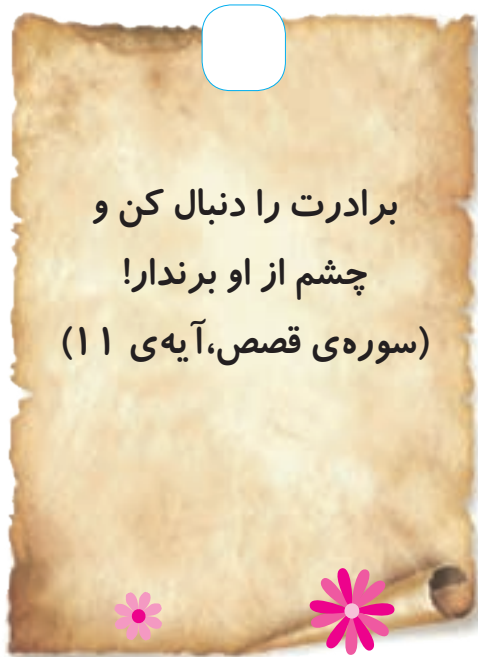 برادرت را دنبال کن و
چشم از او برندار!
(سوره‌ی قصص،آیه‌ی ۱۱)